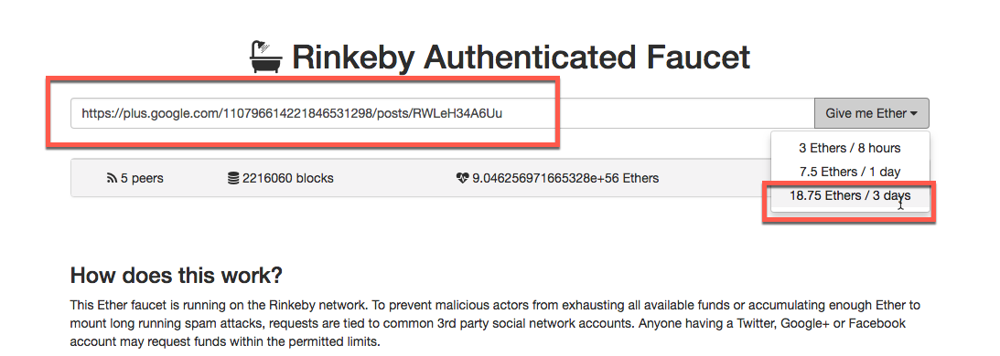 Rinkeby Authenticated Faucet
https://plus.google.com/110796614221846531298/posts/RWLeH34A6Uu
Give me Ether
3 Ethers / 8 hours
7.5 Ethers / 1 day
18.75 Ethers / 3 days
5 peers
2216060 blocks
9.046256971665328e+56 Ethers
How does this work?
This Ether faucet is running on the Rinkeby network. To prevent malicious actors from exhausting all available funds or accumulating enough Ether to
mount long running spam attacks, requests are tied to common 3rd party social network accounts. Anyone having a Twitter, Google+ or Facebook
account may request funds within the permitted limits.